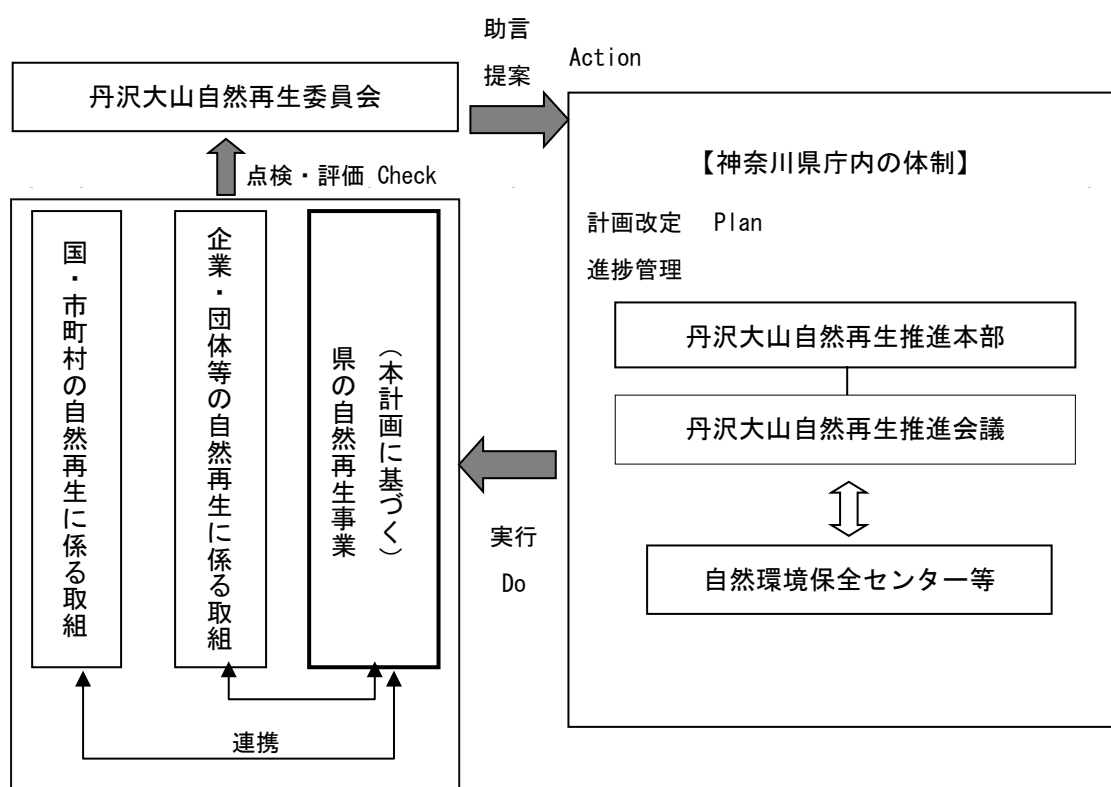 助言
提案
Action
丹沢大山自然再生委員会
点検・評価 Check
【神奈川県庁内の体制】
計画改定 Plan
進捗管理
丹沢大山自然再生推進本部
丹沢大山自然再生推進会議
自然環境保全センター等
実行
Do
国・市町村の自然再生に係る取組
企業・団体等の自然再生に係る取組
（本計画に基づく）
県の自然再生事業
連携